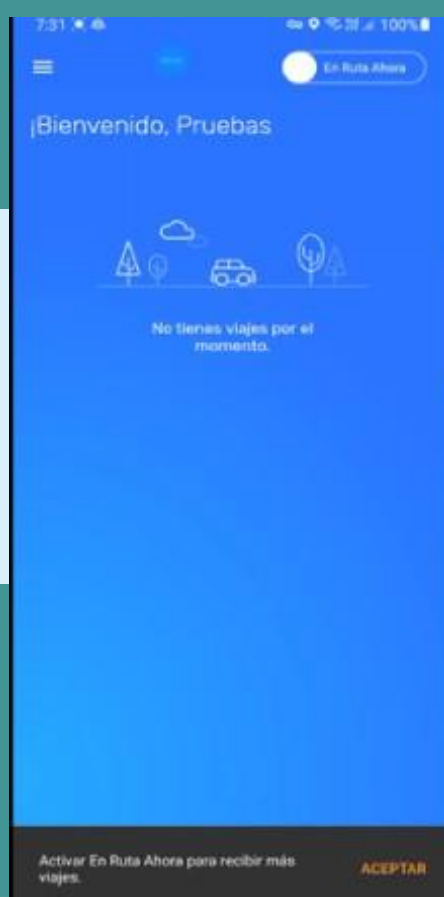 7:31
100%
En Ruta Ahora
¡Bienvenido, Pruebas
No tienes viajes por el
momento.
Activar En Ruta Ahora para recibir más
viajes.
ACEPTAR